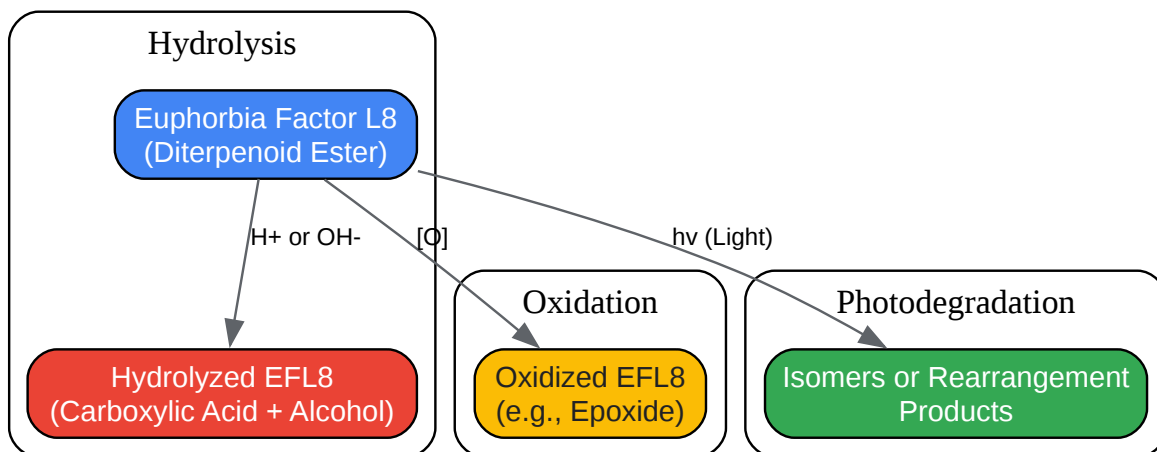 Hydrolysis
Euphorbia Factor L8
(Diterpenoid Ester)
H+ or OH-
[O]
hv (Light)
Oxidation
Photodegradation
Hydrolyzed EFL8
(Carboxylic Acid + Alcohol)
Oxidized EFL8
(e.g., Epoxide)
Isomers or Rearrangement
Products